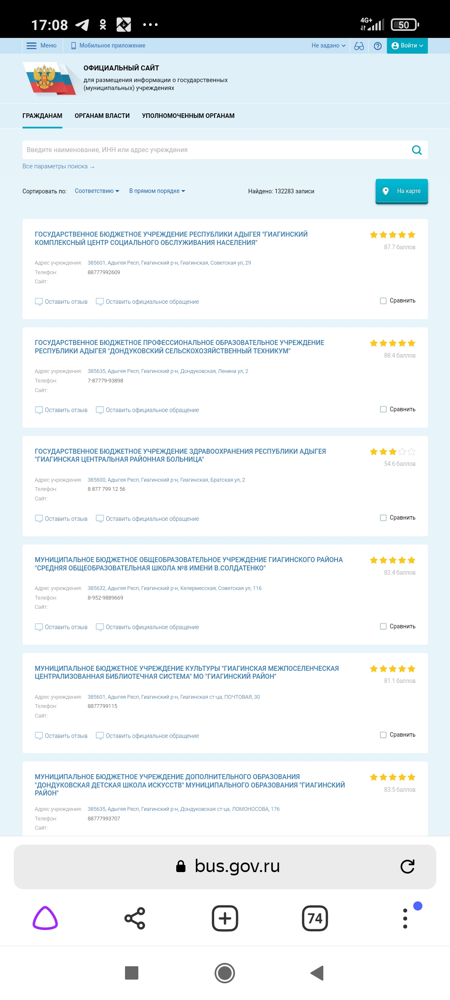 17:08
4G+
50
Меню
Мобильное приложение
Не задано
Войти
ОФИЦИАЛЬНЫЙ САЙТ
для размещения информации о государственных
(муниципальных) учреждениях
ГРАЖДАНАМ ОРГАНАМ ВЛАСТИ УПОЛНОМОЧЕННЫМ ОРГАНАМ
Введите наименование, ИНН или адрес учреждения
Все параметры поиска →
Сортировать по: Соответствию В прямом порядке Найдено: 132283 записи На карте
ГОСУДАРСТВЕННОЕ БЮДЖЕТНОЕ УЧРЕЖДЕНИЕ РЕСПУБЛИКИ АДЫГЕЯ "ГИАГИНСКИЙ
КОМПЛЕКСНЫЙ ЦЕНТР СОЦИАЛЬНОГО ОБСЛУЖИВАНИЯ НАСЕЛЕНИЯ"
87.7 баллов
Адрес учреждения: 385601, Адыгея Респ, Гиагинский р-н, Гиагинская, Советская ул, 29
Телефон: 88777992609
Сайт:
Оставить отзыв Оставить официальное обращение Сравнить
ГОСУДАРСТВЕННОЕ БЮДЖЕТНОЕ ПРОФЕССИОНАЛЬНОЕ ОБРАЗОВАТЕЛЬНОЕ УЧРЕЖДЕНИЕ
РЕСПУБЛИКИ АДЫГЕЯ "ДОНДУКОВСКИЙ СЕЛЬСКОХОЗЯЙСТВЕННЫЙ ТЕХНИКУМ"
88.4 баллов
Адрес учреждения: 385635, Адыгея Респ, Гиагинский р-н, Дондуковская, Ленина ул, 2
Телефон: 7-87779-93898
Сайт:
Оставить отзыв Оставить официальное обращение Сравнить
ГОСУДАРСТВЕННОЕ БЮДЖЕТНОЕ УЧРЕЖДЕНИЕ ЗДРАВООХРАНЕНИЯ РЕСПУБЛИКИ АДЫГЕЯ
"ГИАГИНСКАЯ ЦЕНТРАЛЬНАЯ РАЙОННАЯ БОЛЬНИЦА"
54.6 баллов
Адрес учреждения: 385600, Адыгея Респ, Гиагинский р-н, Гиагинская, Братская ул, 2
Телефон: 8 877 799 12 56
Сайт:
Оставить отзыв Оставить официальное обращение Сравнить
МУНИЦИПАЛЬНОЕ БЮДЖЕТНОЕ ОБЩЕОБРАЗОВАТЕЛЬНОЕ УЧРЕЖДЕНИЕ ГИАГИНСКОГО РАЙОНА
"СРЕДНЯЯ ОБЩЕОБРАЗОВАТЕЛЬНАЯ ШКОЛА №8 ИМЕНИ В.СОЛДАТЕНКО"
82.4 баллов
Адрес учреждения: 385632, Адыгея Респ, Гиагинский р-н, Келермесская, Советская ул, 116
Телефон: 8-952-9889669
Сайт:
Оставить отзыв Оставить официальное обращение Сравнить
МУНИЦИПАЛЬНОЕ БЮДЖЕТНОЕ УЧРЕЖДЕНИЕ КУЛЬТУРЫ "ГИАГИНСКАЯ МЕЖПОСЕЛЕНЧЕСКАЯ
ЦЕНТРАЛИЗОВАННАЯ БИБЛИОТЕЧНАЯ СИСТЕМА" МО "ГИАГИНСКИЙ РАЙОН"
81.1 баллов
Адрес учреждения: 385601, Адыгея Респ, Гиагинский р-н, Гиагинская ст-ца, ПОЧТОВАЯ, 30
Телефон: 8877799115
Сайт:
Оставить отзыв Оставить официальное обращение Сравнить
МУНИЦИПАЛЬНОЕ БЮДЖЕТНОЕ УЧРЕЖДЕНИЕ ДОПОЛНИТЕЛЬНОГО ОБРАЗОВАНИЯ
"ДОНДУКОВСКАЯ ДЕТСКАЯ ШКОЛА ИСКУССТВ" МУНИЦИПАЛЬНОГО ОБРАЗОВАНИЯ "ГИАГИНСКИЙ
РАЙОН"
83.5 баллов
Адрес учреждения: 385635, Адыгея Респ, Гиагинский р-н, Дондуковская ст-ца, ЛОМОНОСОВА, 176
Телефон: 88777993707
Сайт:
bus.gov.ru
74